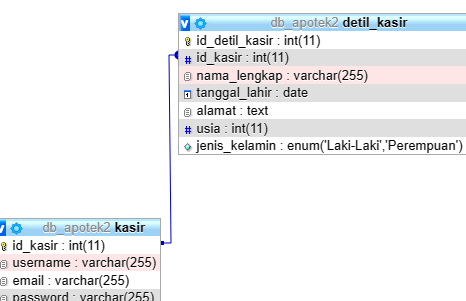 db_apotek2 detil_kasir
id_detil_kasir : int(11)
id_kasir : int(11)
nama_lengkap : varchar(255)
tanggal_lahir : date
alamat : text
usia : int(11)
jenis_kelamin : enum('Laki-Laki','Perempuan')
db_apotek2 kasir
id_kasir : int(11)
username : varchar(255)
email : varchar(255)
password : varchar(255)